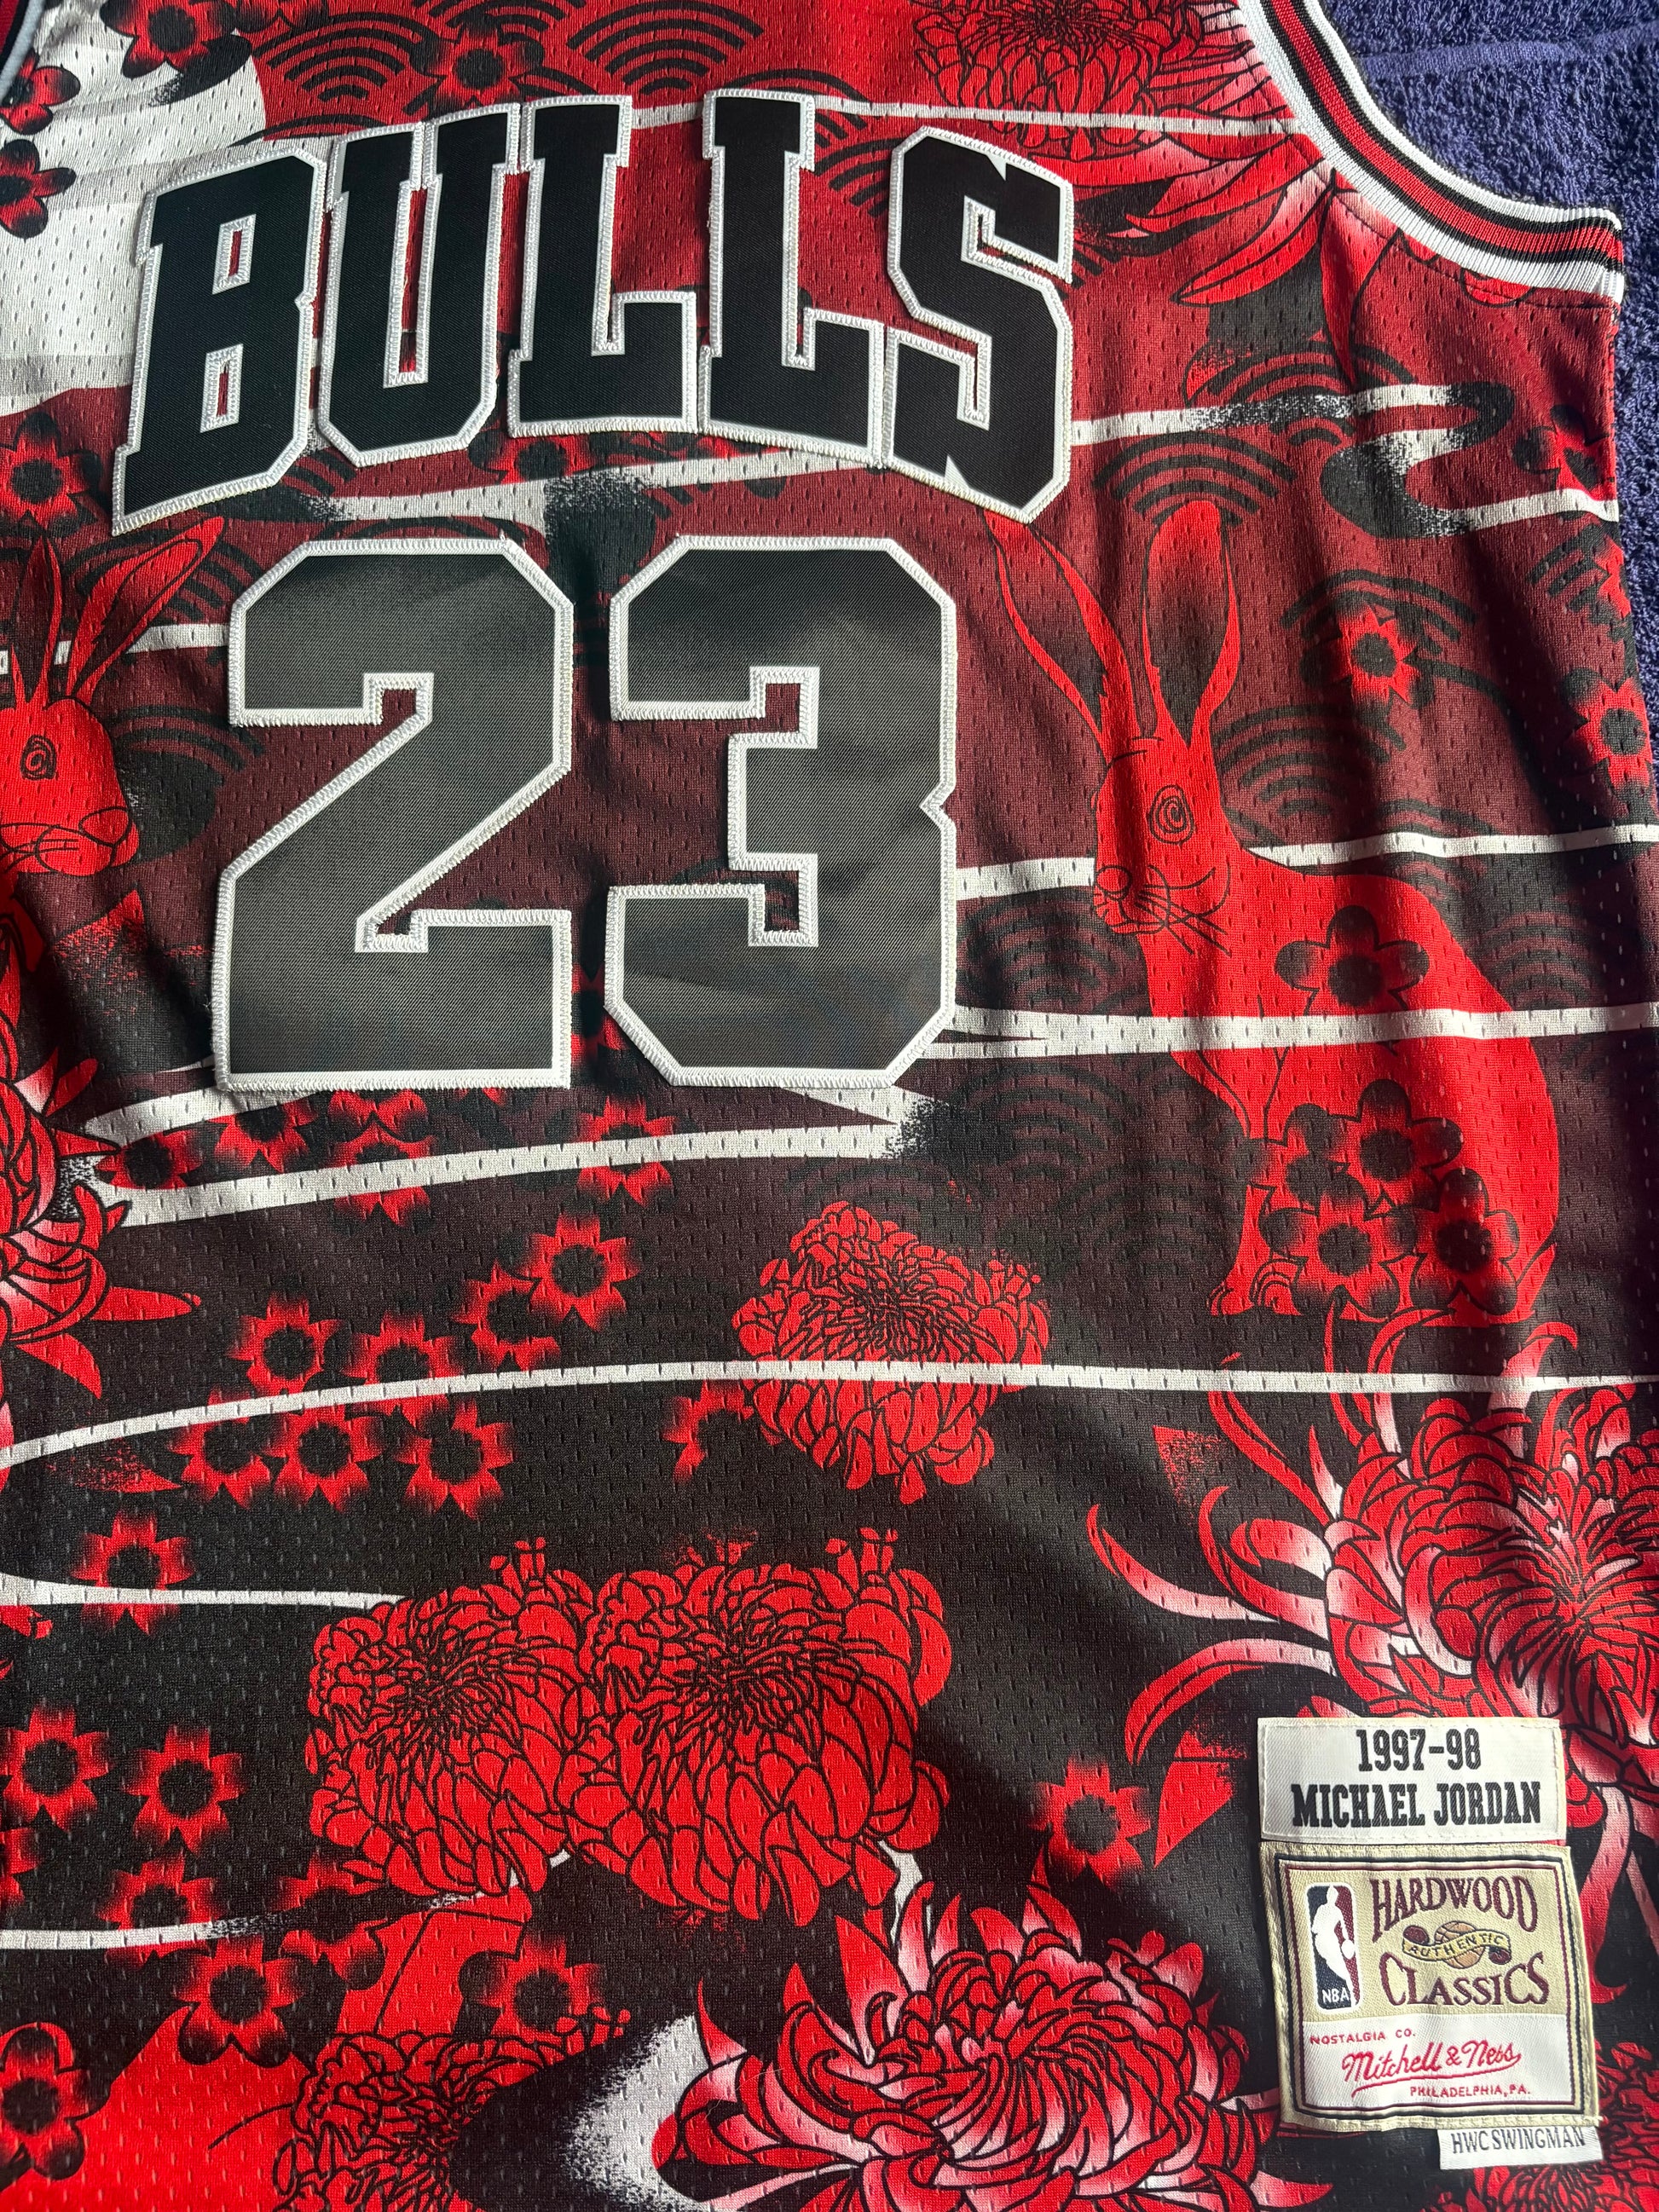 BULLS
23
1997-98
MICHAEL JORDAN
HARDWOOD
AUTHENTIC
CLASSICS
NBA
NOSTALGIA CO.
Mitchell & Ness
PHILADELPHIA, PA.
HWC SWINGMAN